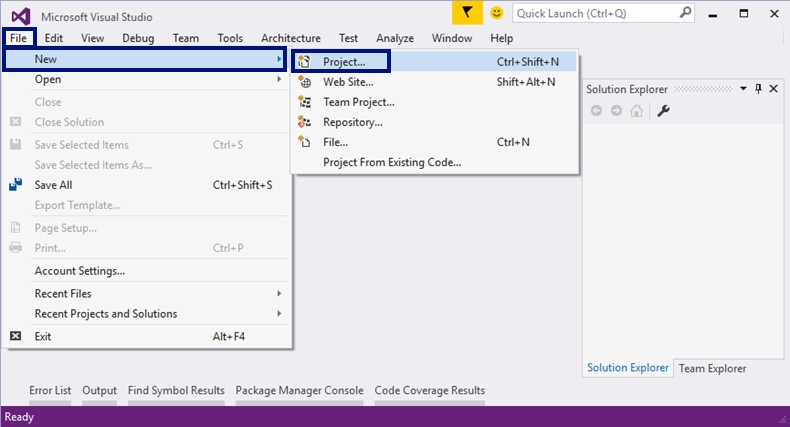 Microsoft Visual Studio
Quick Launch (Ctrl+Q)
File Edit View Debug Team Tools Architecture Test Analyze Window Help
New
Open
Close
Close Solution
Save Selected Items Ctrl+S
Save Selected Items As...
Save All Ctrl+Shift+S
Export Template...
Page Setup...
Print... Ctrl+P
Account Settings...
Recent Files
Recent Projects and Solutions
Exit Alt+F4
Project... Ctrl+Shift+N
Web Site... Shift+Alt+N
Team Project...
Repository...
File... Ctrl+N
Project From Existing Code...
Solution Explorer
Solution Explorer Team Explorer
Error List Output Find Symbol Results Package Manager Console Code Coverage Results
Ready